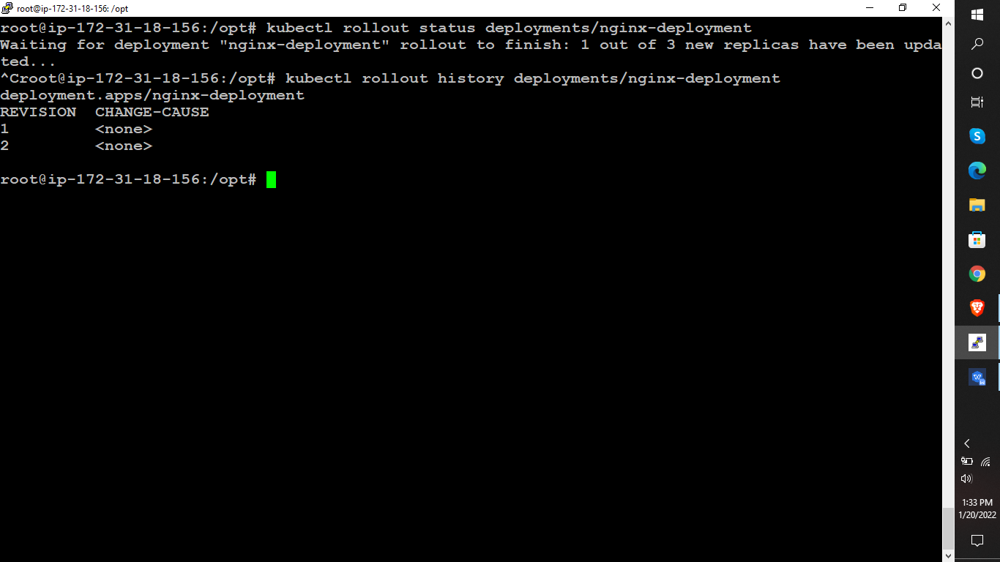 root@ip-172-31-18-156: /opt
root@ip-172-31-18-156:/opt# kubectl rollout status deployments/nginx-deployment
Waiting for deployment "nginx-deployment" rollout to finish: 1 out of 3 new replicas have been upda
ted...
^Croot@ip-172-31-18-156:/opt# kubectl rollout history deployments/nginx-deployment
deployment.apps/nginx-deployment
REVISION  CHANGE-CAUSE
1         <none>
2         <none>
root@ip-172-31-18-156:/opt#
1:33 PM
1/20/2022